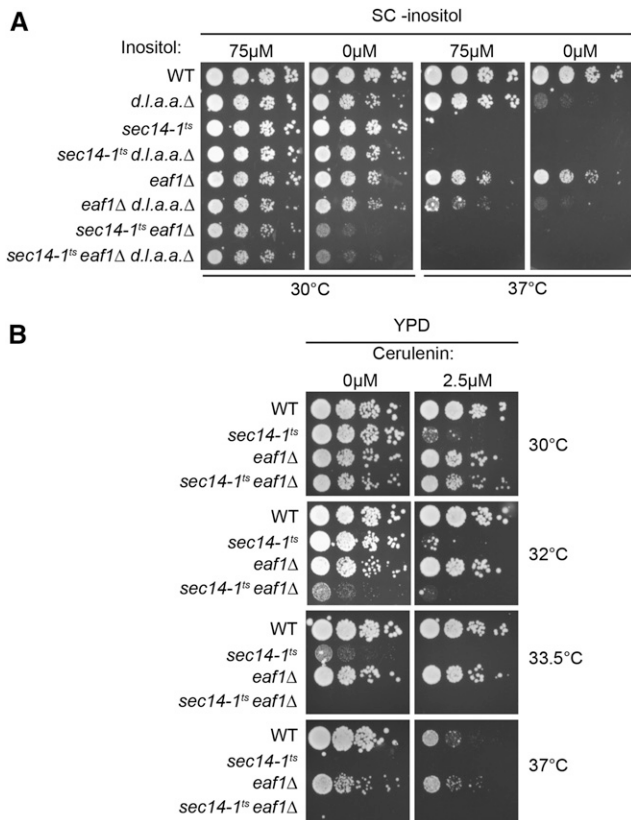 A
SC -inositol
Inositol: 75µM 0µM 75µM 0µM
WT
d.l.a.a.Δ
sec14-1ts
sec14-1ts d.l.a.a.Δ
eaf1Δ
eaf1Δ d.l.a.a.Δ
sec14-1ts eaf1Δ
sec14-1ts eaf1Δ d.l.a.a.Δ
30°C 37°C
B
YPD
Cerulenin:
0µM 2.5µM
WT
sec14-1ts
eaf1Δ
sec14-1ts eaf1Δ
30°C
WT
sec14-1ts
eaf1Δ
sec14-1ts eaf1Δ
32°C
WT
sec14-1ts
eaf1Δ
sec14-1ts eaf1Δ
33.5°C
WT
sec14-1ts
eaf1Δ
sec14-1ts eaf1Δ
37°C